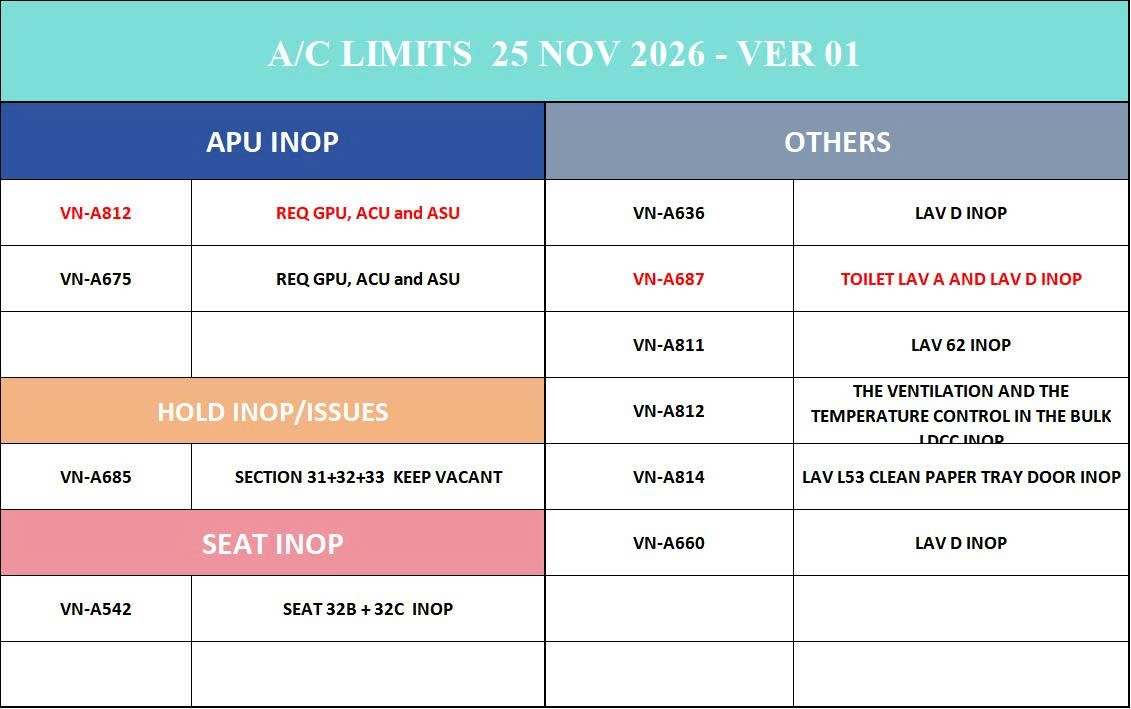 A/C LIMITS 25 NOV 2026 - VER 01
APU INOP
VN-A812 REQ GPU, ACU and ASU
VN-A675 REQ GPU, ACU and ASU
HOLD INOP/ISSUES
VN-A685 SECTION 31+32+33 KEEP VACANT
SEAT INOP
VN-A542 SEAT 32B + 32C INOP
OTHERS
VN-A636 LAV D INOP
VN-A687 TOILET LAV A AND LAV D INOP
VN-A811 LAV 62 INOP
VN-A812 THE VENTILATION AND THE
TEMPERATURE CONTROL IN THE BULK
LDCC INOP
VN-A814 LAV L53 CLEAN PAPER TRAY DOOR INOP
VN-A660 LAV D INOP